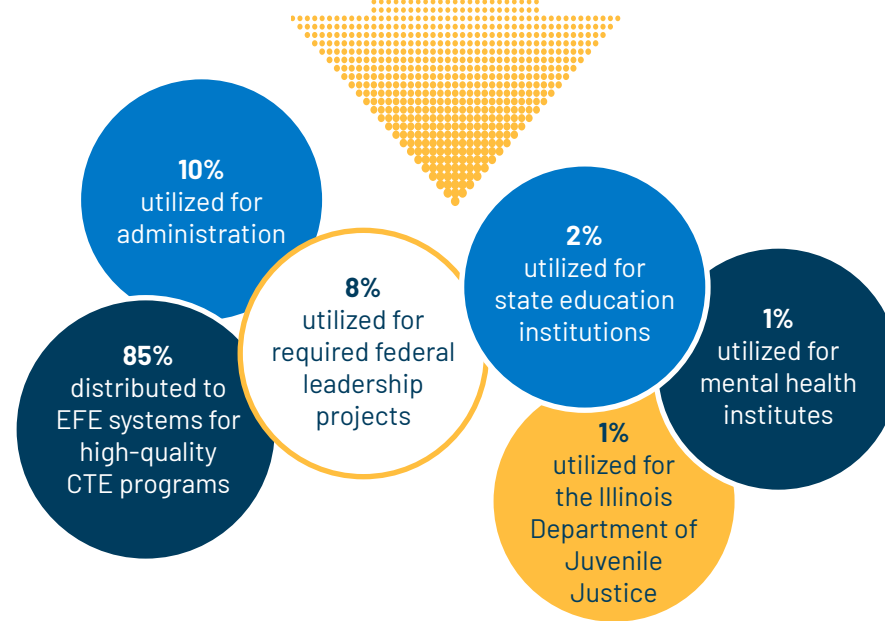 10%
utilized for
administration
85%
distributed to
EFE systems for
high-quality
CTE programs
8%
utilized for
required federal
leadership
projects
2%
utilized for
state education
institutions
1%
utilized for
the Illinois
Department of
Juvenile
Justice
1%
utilized for
mental health
institutes